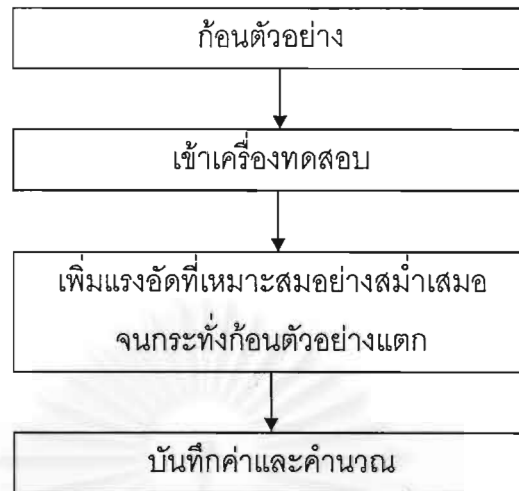 ก้อนตัวอย่าง
เข้าเครื่องทดสอบ
เพิ่มแรงอัดที่เหมาะสมอย่างสม่ำเสมอ
จนกระทั่งก้อนตัวอย่างแตก
บันทึกค่าและคำนวณ